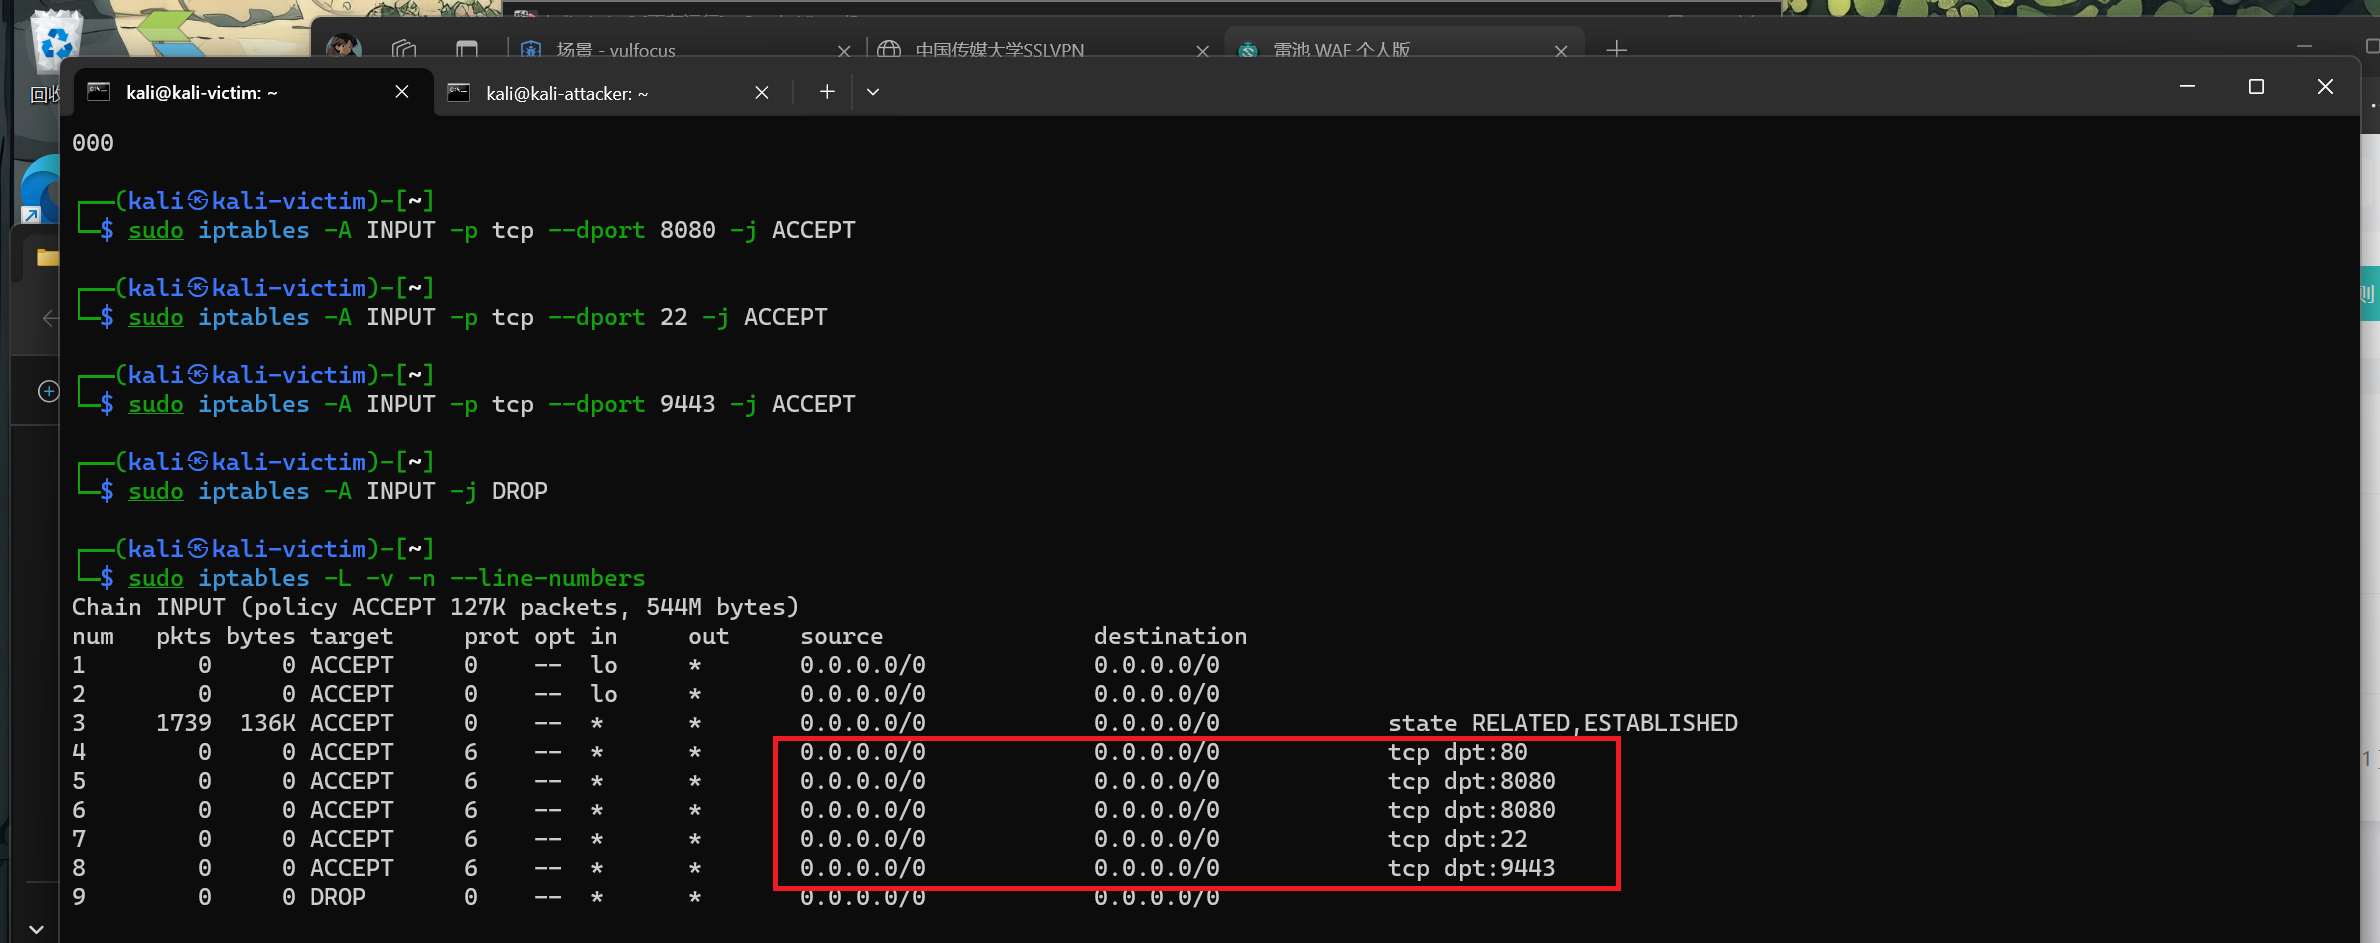 场景 - vulfocus
中国传媒大学SSLVPN
雷池 WAF 个人版
回收
kali@kali-victim: ~
kali@kali-attacker: ~
000
(kali㉿kali-victim)-[~]
$ sudo iptables -A INPUT -p tcp --dport 8080 -j ACCEPT
(kali㉿kali-victim)-[~]
$ sudo iptables -A INPUT -p tcp --dport 22 -j ACCEPT
(kali㉿kali-victim)-[~]
$ sudo iptables -A INPUT -p tcp --dport 9443 -j ACCEPT
(kali㉿kali-victim)-[~]
$ sudo iptables -A INPUT -j DROP
(kali㉿kali-victim)-[~]
$ sudo iptables -L -v -n --line-numbers
Chain INPUT (policy ACCEPT 127K packets, 544M bytes)
num pkts bytes target prot opt in out source destination
1 0 0 ACCEPT 0 -- lo * 0.0.0.0/0 0.0.0.0/0
2 0 0 ACCEPT 0 -- lo * 0.0.0.0/0 0.0.0.0/0
3 1739 136K ACCEPT 0 -- * * 0.0.0.0/0 0.0.0.0/0 state RELATED,ESTABLISHED
4 0 0 ACCEPT 6 -- * * 0.0.0.0/0 0.0.0.0/0 tcp dpt:80
5 0 0 ACCEPT 6 -- * * 0.0.0.0/0 0.0.0.0/0 tcp dpt:8080
6 0 0 ACCEPT 6 -- * * 0.0.0.0/0 0.0.0.0/0 tcp dpt:8080
7 0 0 ACCEPT 6 -- * * 0.0.0.0/0 0.0.0.0/0 tcp dpt:22
8 0 0 ACCEPT 6 -- * * 0.0.0.0/0 0.0.0.0/0 tcp dpt:9443
9 0 0 DROP 0 -- * * 0.0.0.0/0 0.0.0.0/0